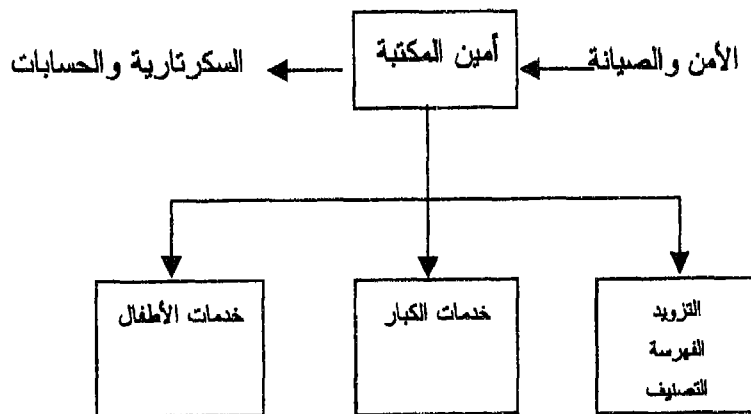 الأمن والصيانة
أمين المكتبة
السكرتارية والحسابات
التزويد
الفهرسة
التصنيف
خدمات الكبار
خدمات الأطفال